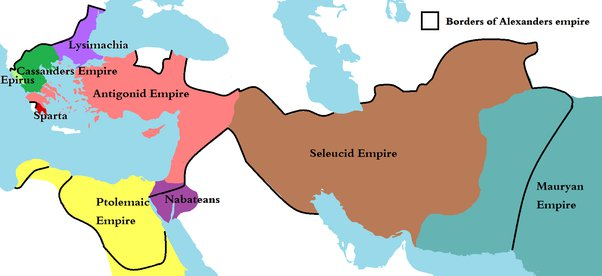 Borders of Alexanders empire
Lysimachia
Cassanders Empire
Epirus
Antigonid Empire
Sparta
Seleucid Empire
Mauryan
Empire
Nabateans
Ptolemaic
Empire